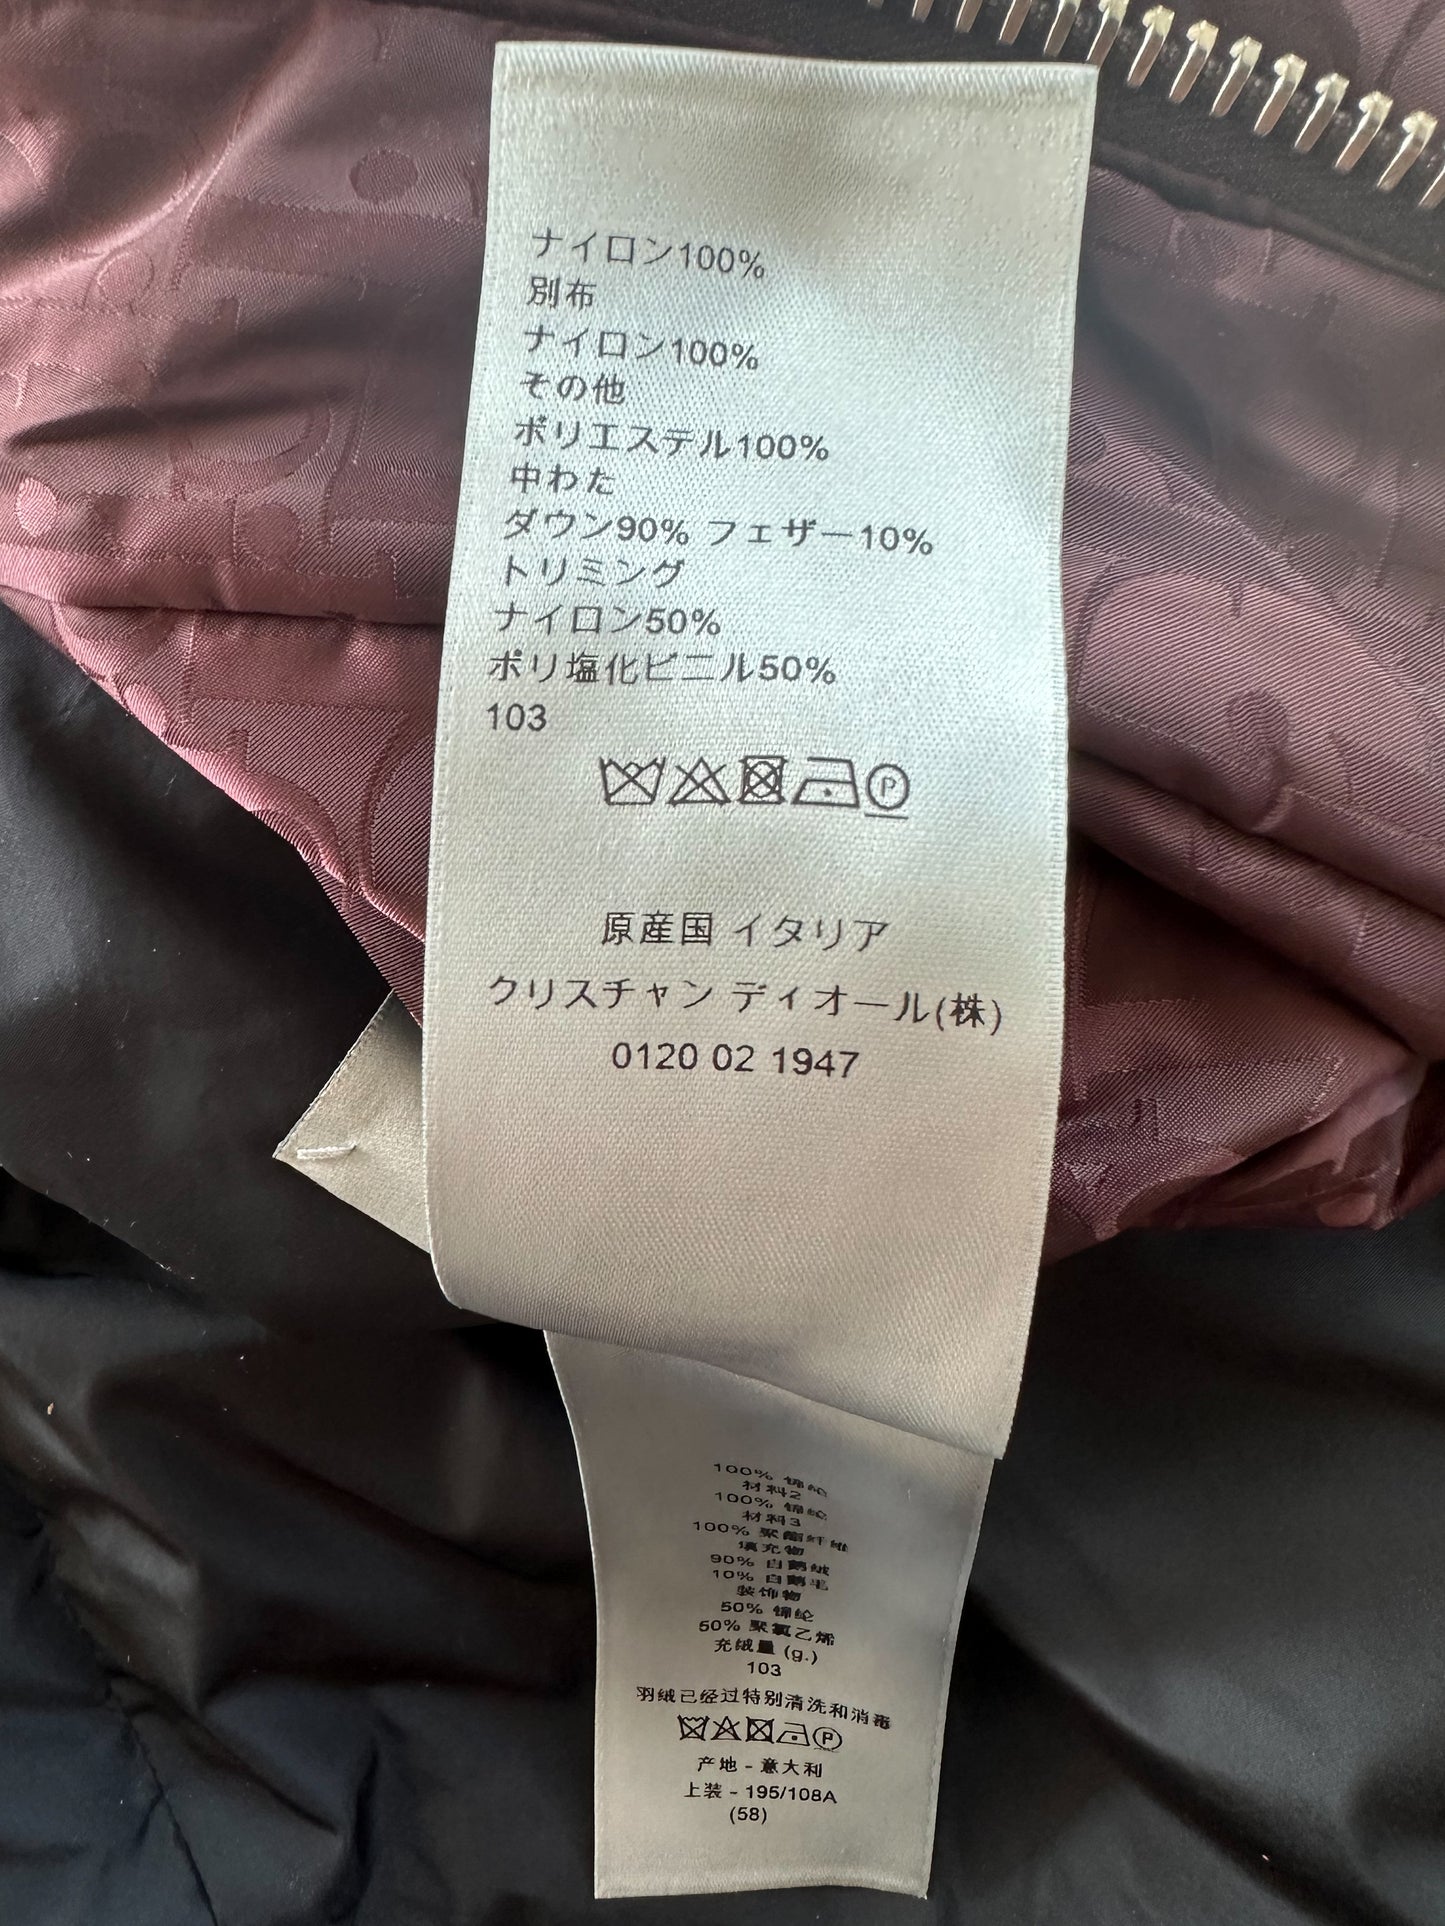 ナイロン100%
別布
ナイロン100%
その他
ポリエステル100%
中わた
ダウン90% フェザー10%
トリミング
ナイロン50%
ポリ塩化ビニル50%
103
P
原産国 イタリア
クリスチャン ディオール(株)
0120 02 1947
100% 锦纶
材料2
100% 锦纶
材料3
100% 聚酯纤维
填充物
90% 白鹅绒
10% 白鹅毛
装饰物
50% 锦纶
50% 聚氯乙烯
充绒量 (g.)
103
羽绒已经过特别清洗和消毒
P
产地 - 意大利
上装 - 195/108A
(58)